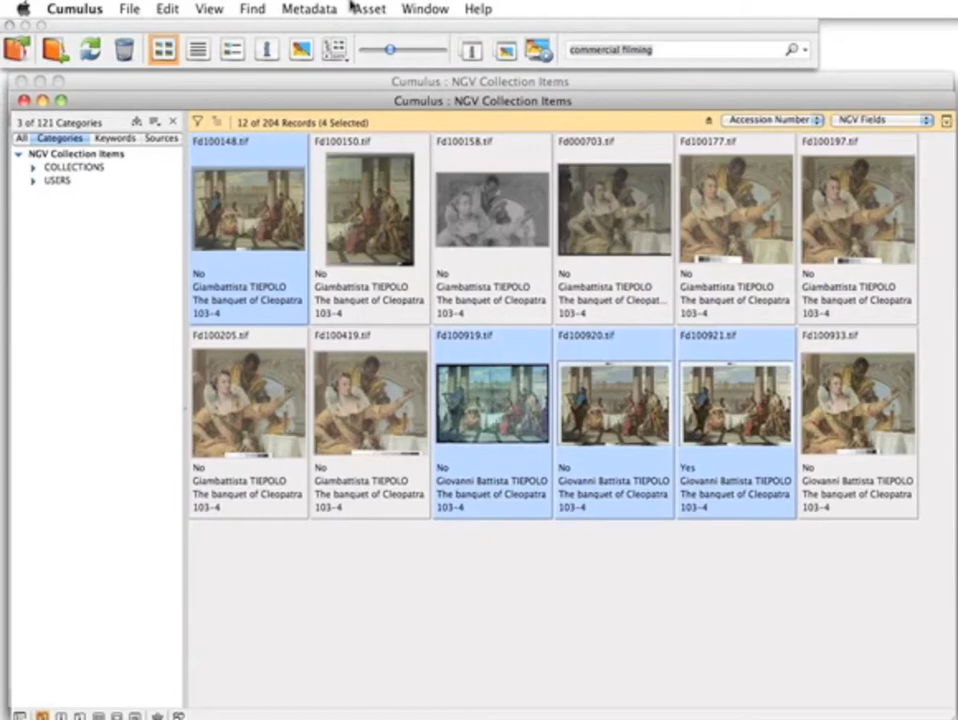 Cumulus File Edit View Find Metadata Asset Window Help
commercial filming
Cumulus : NGV Collection Items
Cumulus : NGV Collection Items
3 of 121 Categories
12 of 204 Records (4 Selected)
Accession Number
NGV Fields
All Categories Keywords Sources
NGV Collection Items
COLLECTIONS
USERS
Fd100148.tif Fd100150.tif Fd100158.tif Fd000703.tif Fd100177.tif Fd100197.tif
No No No No No No
Giambattista TIEPOLO Giambattista TIEPOLO Giambattista TIEPOLO Giambattista TIEPOLO Giambattista TIEPOLO Giambattista TIEPOLO
The banquet of Cleopatra The banquet of Cleopatra The banquet of Cleopatra The banquet of Cleopat... The banquet of Cleopatra The banquet of Cleopatra
103-4 103-4 103-4 103-4 103-4 103-4
Fd100205.tif Fd100419.tif Fd100919.tif Fd100920.tif Fd100921.tif Fd100933.tif
No No No No Yes No
Giambattista TIEPOLO Giambattista TIEPOLO Giovanni Battista TIEPOLO Giovanni Battista TIEPOLO Giovanni Battista TIEPOLO Giovanni Battista TIEPOLO
The banquet of Cleopatra The banquet of Cleopatra The banquet of Cleopatra The banquet of Cleopatra The banquet of Cleopatra The banquet of Cleopatra
103-4 103-4 103-4 103-4 103-4 103-4